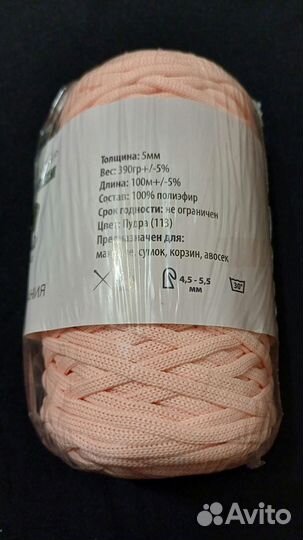 Толщина: 5мм
Вес: 390гр+/-5%
Длина: 100м+/-5%
Состав: 100% полиэфир
Срок годности: не ограничен
Цвет: Пудра (113)
Предназначен для:
сумок, корзин, авосек
4,5 - 5,5
мм
30°
Avito